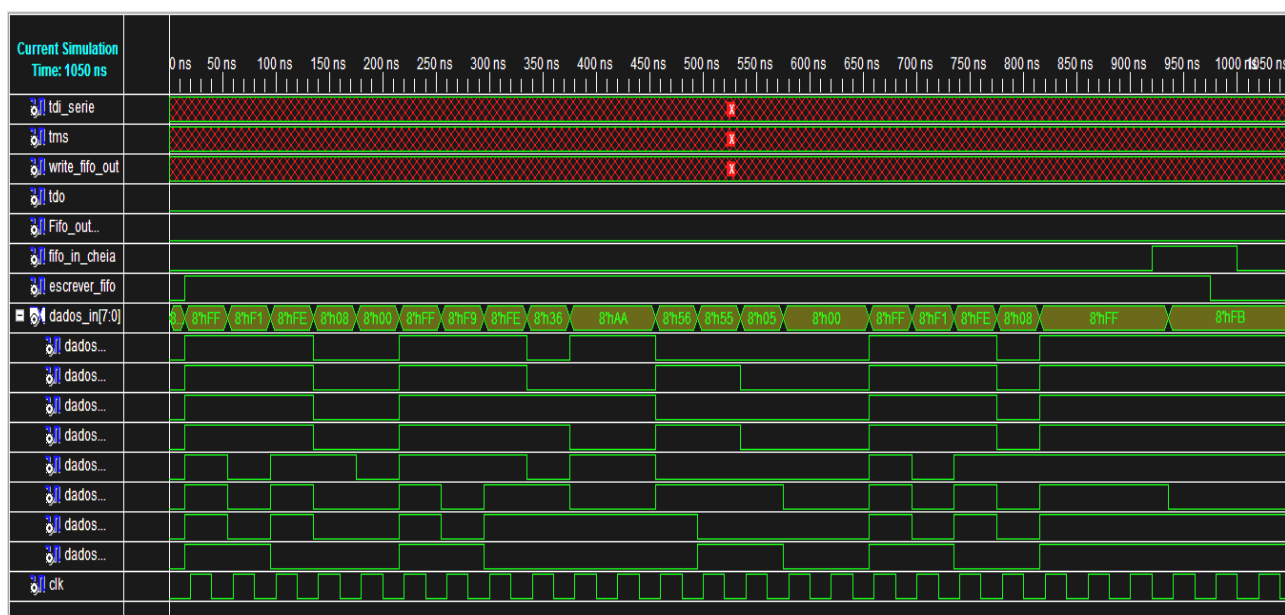 Current Simulation
Time: 1050 ns
0 ns 50 ns 100 ns 150 ns 200 ns 250 ns 300 ns 350 ns 400 ns 450 ns 500 ns 550 ns 600 ns 650 ns 700 ns 750 ns 800 ns 850 ns 900 ns 950 ns 1000 1050 ns
tdi_serie X
tms X
write_fifo_out X
tdo
Fifo_out...
fifo_in_cheia
escrever_fifo
dados_in[7:0] 8... 8'hFF 8'hF1 8'hFE 8'h08 8'h00 8'hFF 8'hF9 8'hFE 8'h36 8'hAA 8'h56 8'h55 8'h05 8'h00 8'hFF 8'hF1 8'hFE 8'h08 8'hFF 8'hFB
dados...
dados...
dados...
dados...
dados...
dados...
dados...
dados...
clk